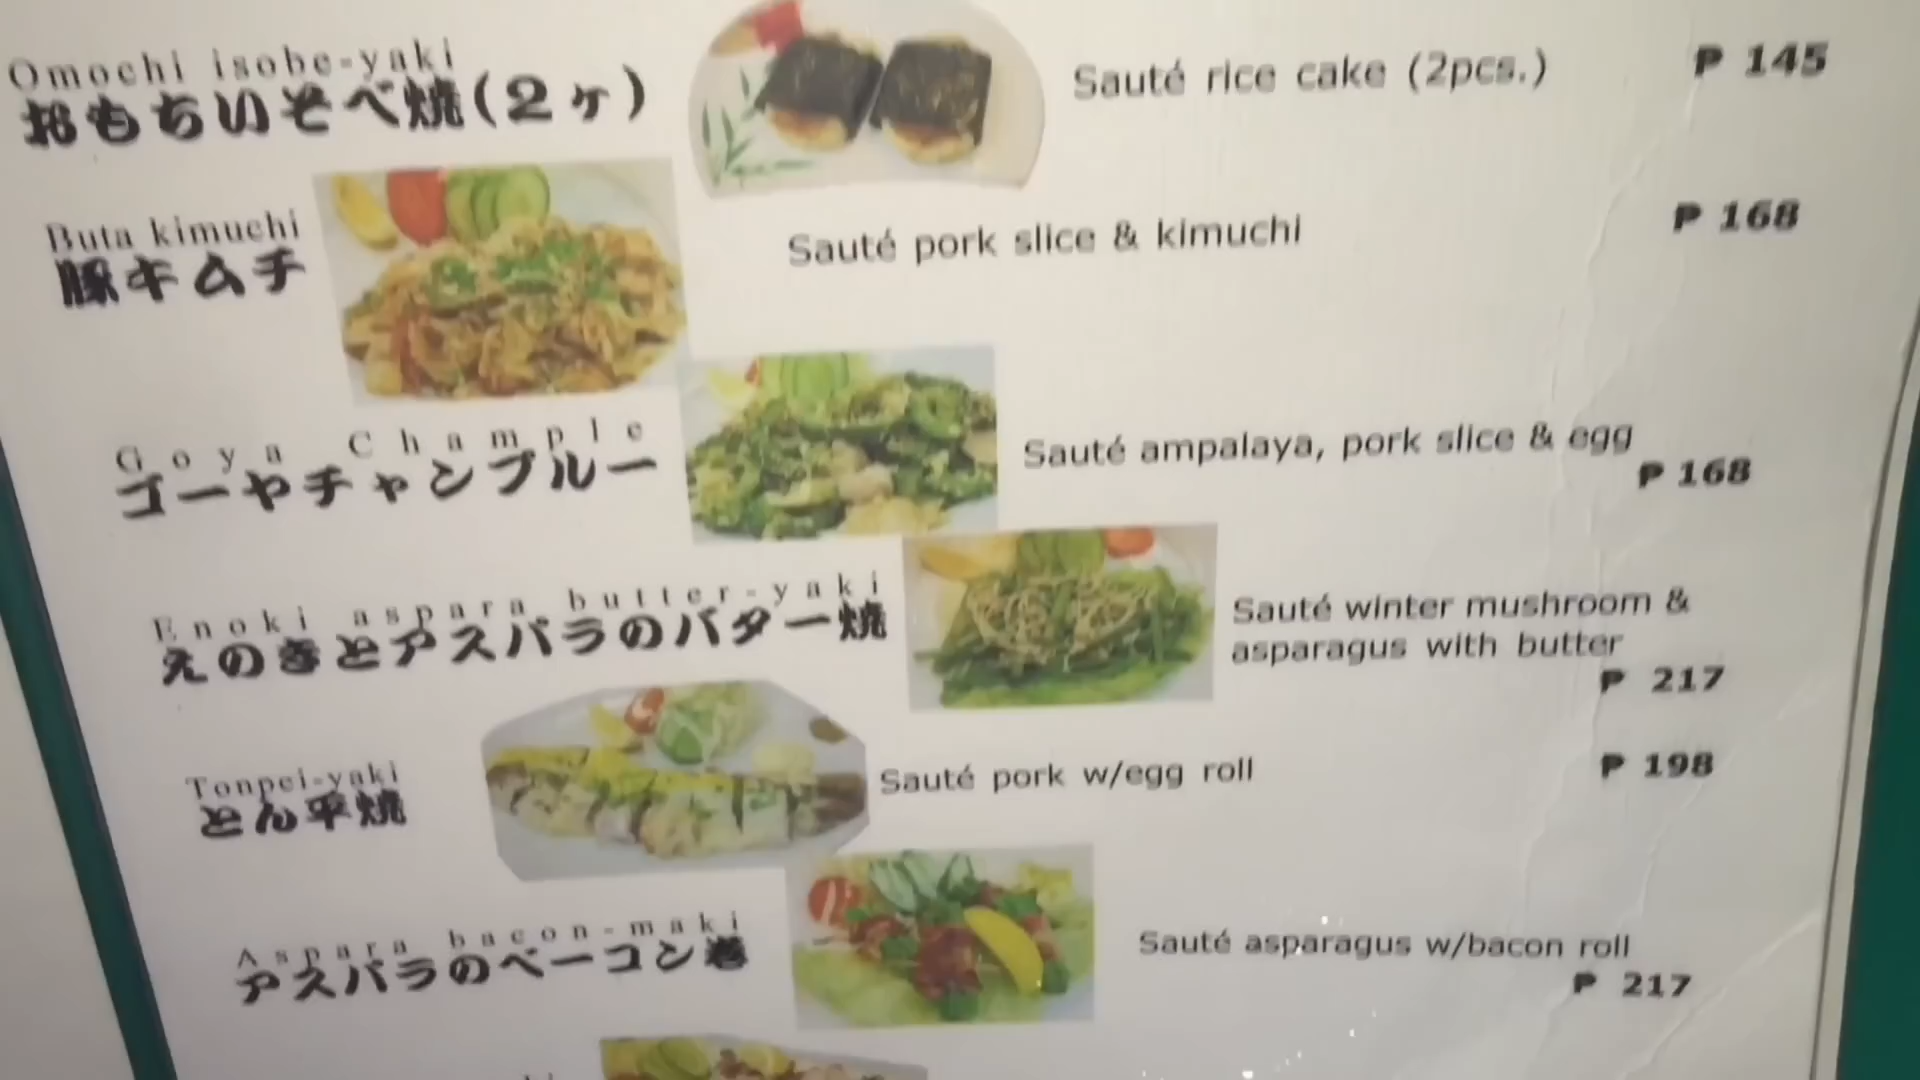 Omochi isobe-yaki
おもちいそべ焼(2ヶ)
Sauté rice cake (2pcs.)
₱ 145
Buta kimuchi
豚キムチ
Sauté pork slice & kimuchi
₱ 168
Goya Chample
ゴーヤチャンプルー
Sauté ampalaya, pork slice & egg
₱ 168
Enoki aspara butter-yaki
えのきとアスパラのバター焼
Sauté winter mushroom &
asparagus with butter
₱ 217
Tonpei-yaki
とん平焼
Sauté pork w/egg roll
₱ 198
Aspara bacon-maki
アスパラのベーコン巻
Sauté asparagus w/bacon roll
₱ 217